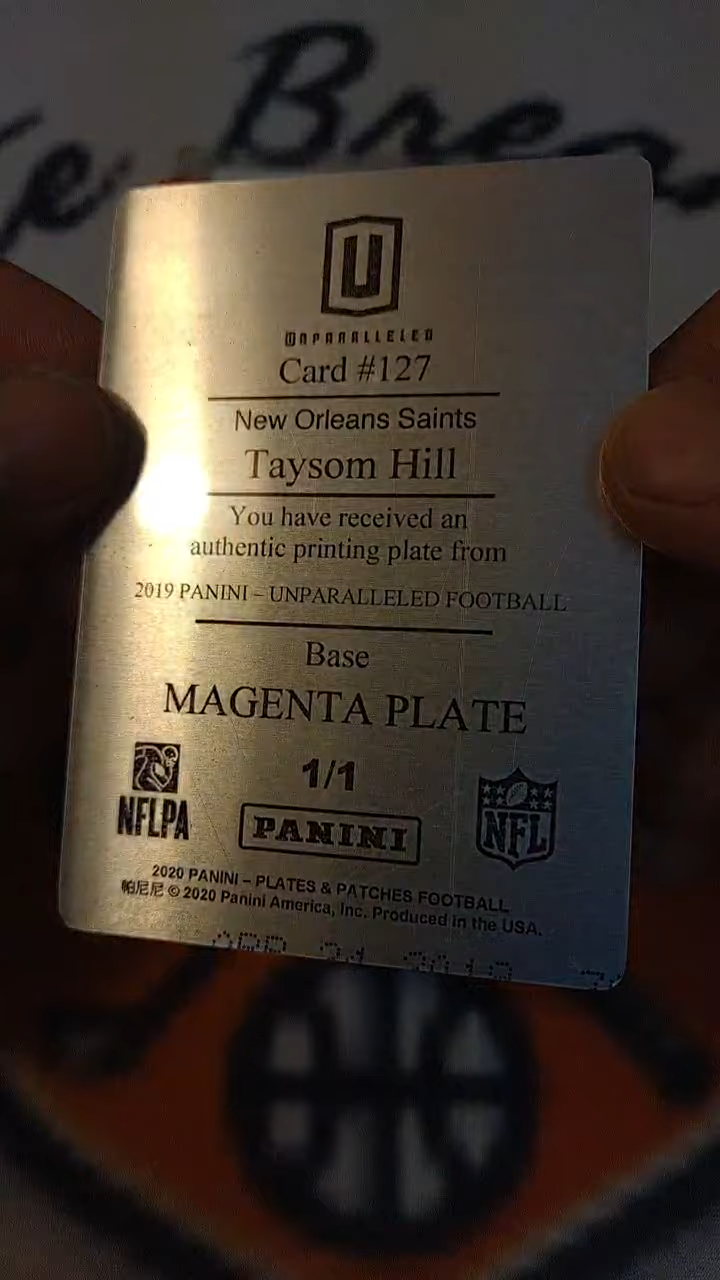 Brea
U
UNPARALLELED
Card #127
New Orleans Saints
Taysom Hill
You have received an
authentic printing plate from
2019 PANINI – UNPARALLELED FOOTBALL
Base
MAGENTA PLATE
1/1
NFLPA
PANINI
NFL
2020 PANINI – PLATES & PATCHES FOOTBALL
帕尼尼 © 2020 Panini America, Inc. Produced in the USA.